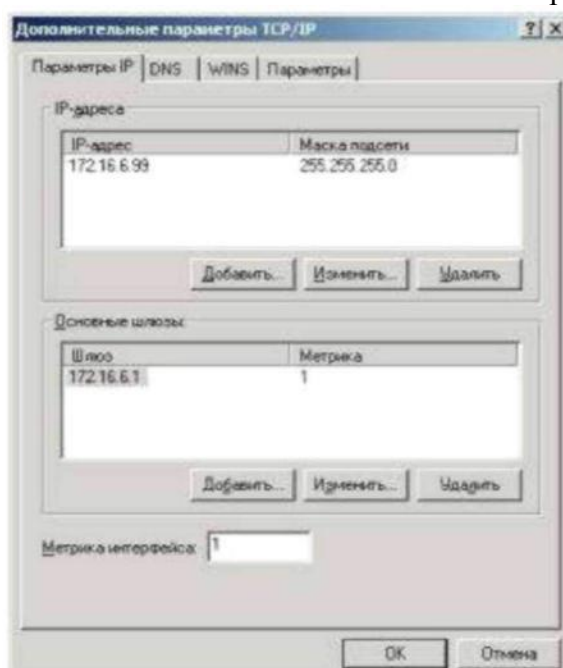 Дополнительные параметры TCP/IP
Параметры IP DNS WINS Параметры
IP-адреса
IP-адрес Маска подсети
172.16.6.99 255.255.255.0
Добавить... Изменить... Удалить
Основные шлюзы:
Шлюз Метрика
172.16.6.1 1
Добавить... Изменить... Удалить
Метрика интерфейса: 1
OK Отмена